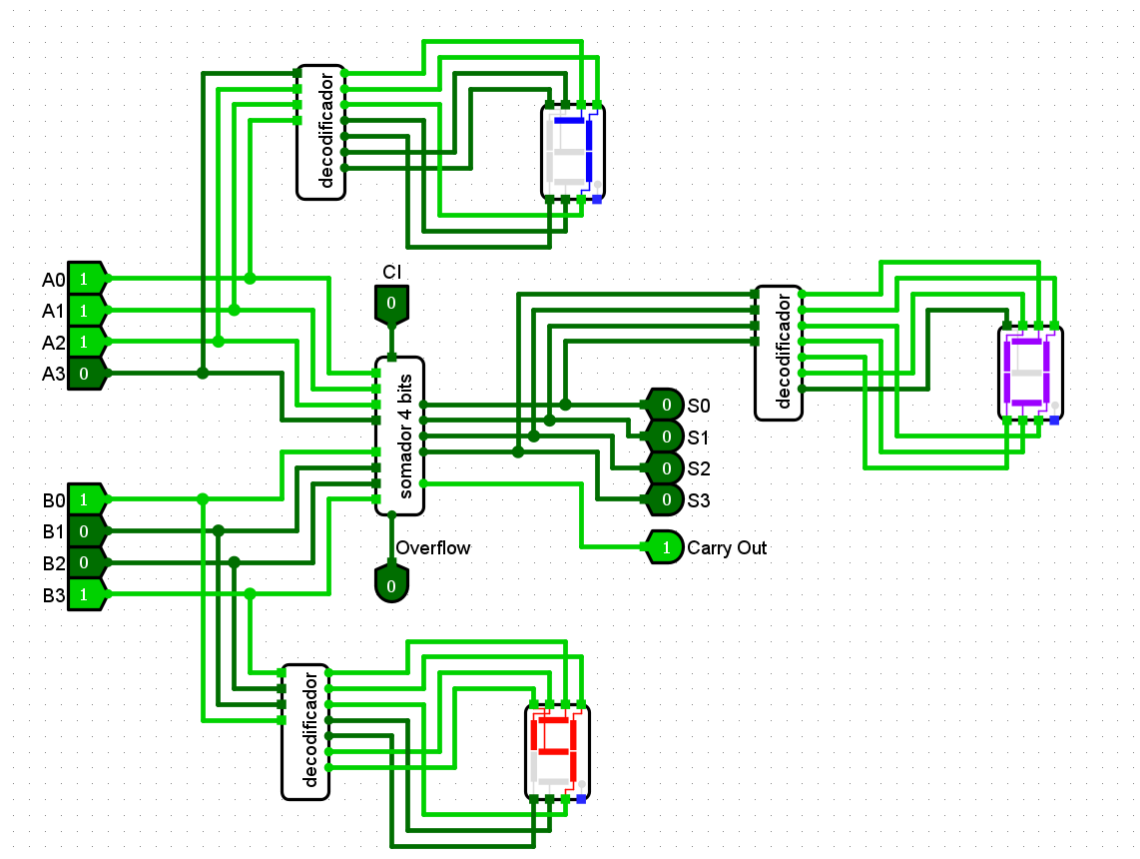 decodificador
A0 1
A1 1
A2 1
A3 0
CI
0
decodificador
somador 4 bits
0 S0
0 S1
0 S2
0 S3
B0 1
B1 0
B2 0
B3 1
Overflow
0
1 Carry Out
decodificador